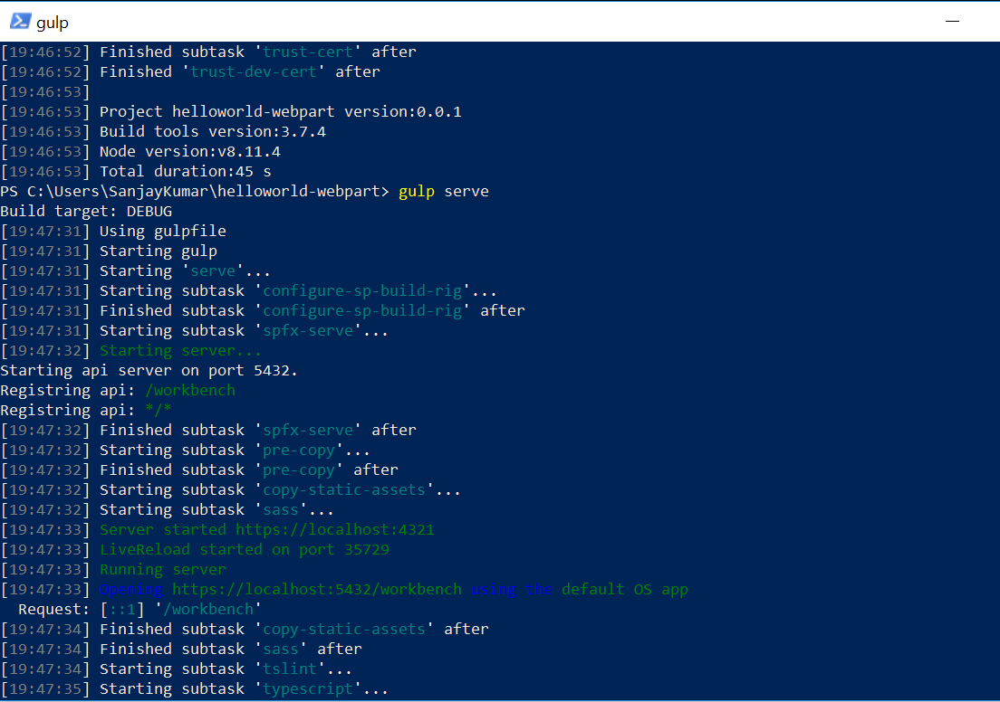 gulp
[19:46:52] Finished subtask 'trust-cert' after
[19:46:52] Finished 'trust-dev-cert' after
[19:46:53]
[19:46:53] Project helloworld-webpart version:0.0.1
[19:46:53] Build tools version:3.7.4
[19:46:53] Node version:v8.11.4
[19:46:53] Total duration:45 s
PS C:\Users\SanjayKumar\helloworld-webpart> gulp serve
Build target: DEBUG
[19:47:31] Using gulpfile
[19:47:31] Starting gulp
[19:47:31] Starting 'serve'...
[19:47:31] Starting subtask 'configure-sp-build-rig'...
[19:47:31] Finished subtask 'configure-sp-build-rig' after
[19:47:31] Starting subtask 'spfx-serve'...
[19:47:32] Starting server...
Starting api server on port 5432.
Registring api: /workbench
Registring api: */*
[19:47:32] Finished subtask 'spfx-serve' after
[19:47:32] Starting subtask 'pre-copy'...
[19:47:32] Finished subtask 'pre-copy' after
[19:47:32] Starting subtask 'copy-static-assets'...
[19:47:32] Starting subtask 'sass'...
[19:47:33] Server started https://localhost:4321
[19:47:33] LiveReload started on port 35729
[19:47:33] Running server
[19:47:33] Opening https://localhost:5432/workbench using the default OS app
Request: [::1] '/workbench'
[19:47:34] Finished subtask 'copy-static-assets' after
[19:47:34] Finished subtask 'sass' after
[19:47:34] Starting subtask 'tslint'...
[19:47:35] Starting subtask 'typescript'...